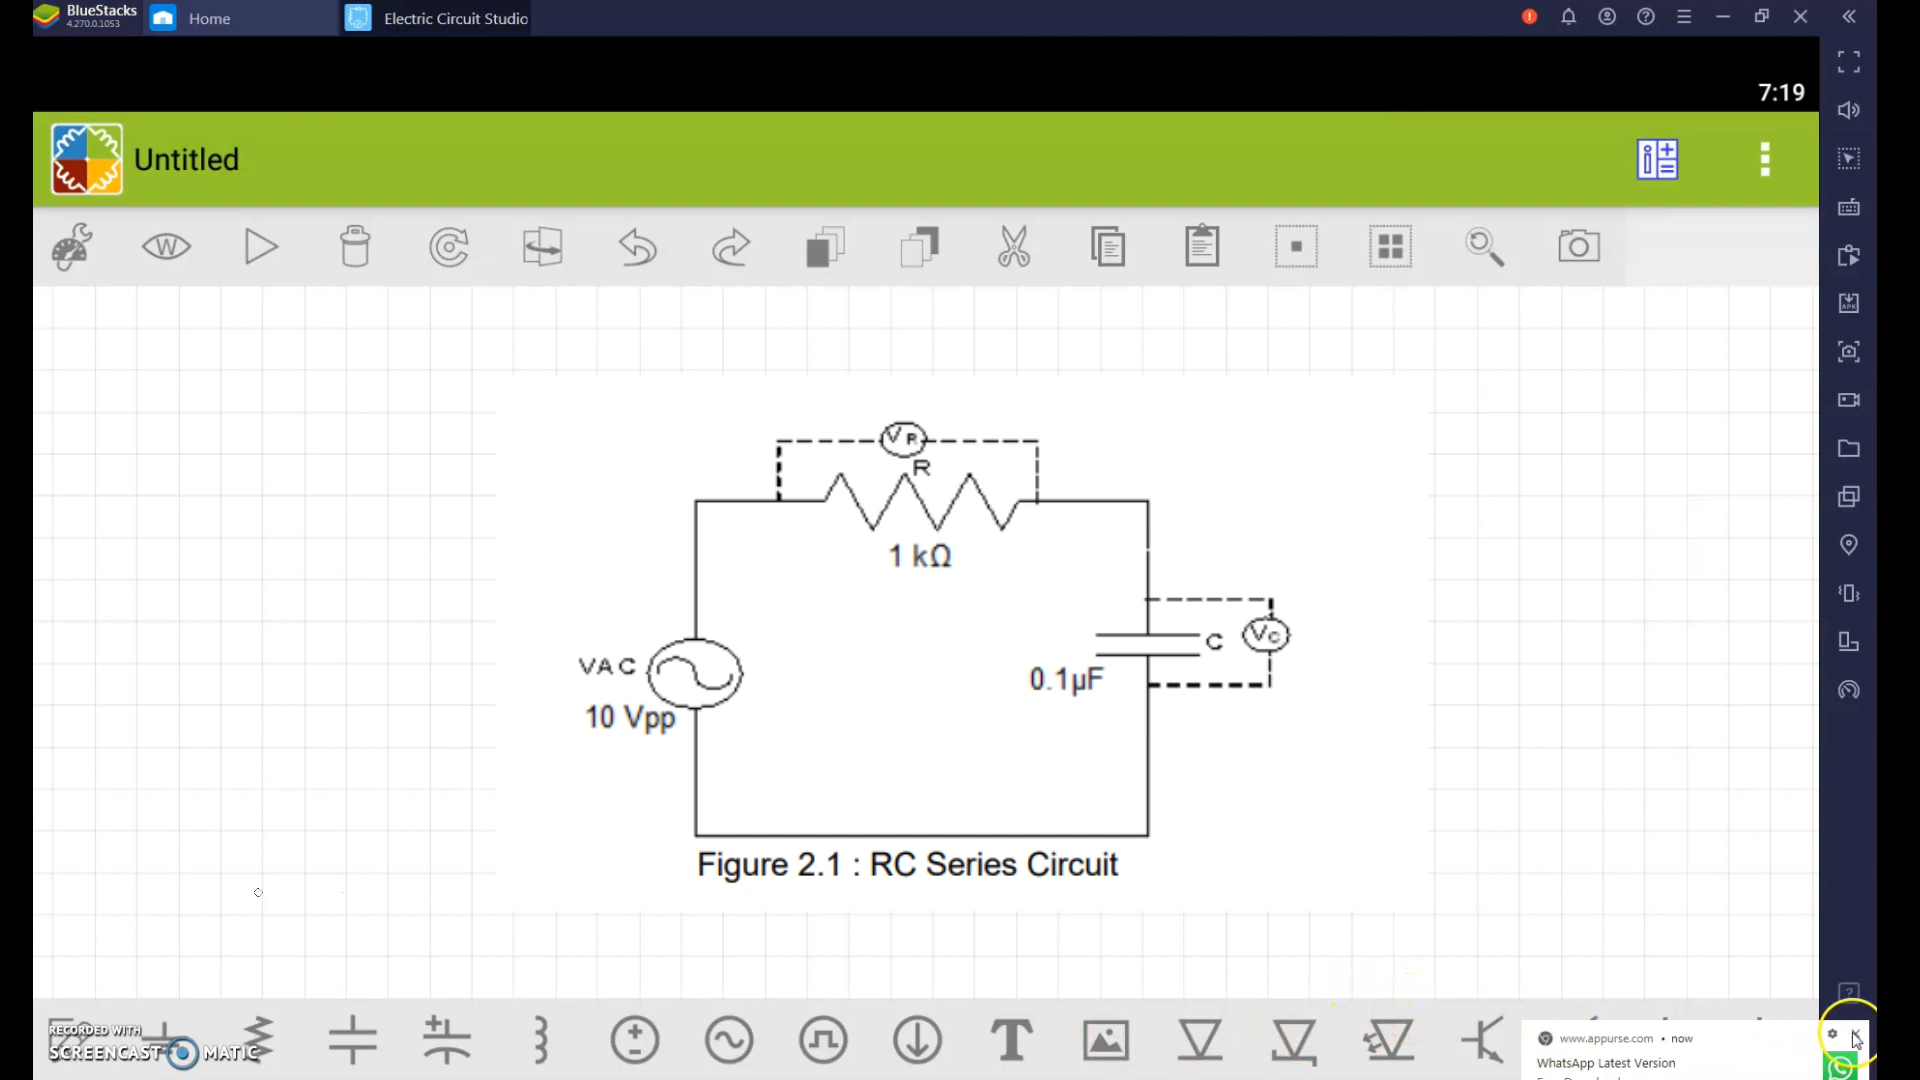 BlueStacks
4.270.0.1053
Home
Electric Circuit Studio
7:19
Untitled
W
APK
VR
R
1 kΩ
VAC
10 Vpp
C
VC
0.1µF
Figure 2.1 : RC Series Circuit
RECORDED WITH
SCREENCAST MATIC
T
www.appurse.com • now
WhatsApp Latest Version